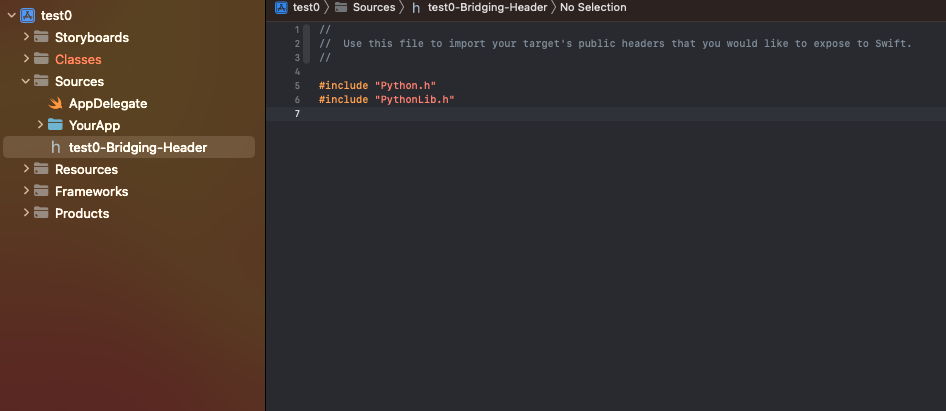 test0
Storyboards
Classes
Sources
AppDelegate
YourApp
test0-Bridging-Header
Resources
Frameworks
Products
test0 〉 Sources 〉 h test0-Bridging-Header 〉 No Selection
1 //
2 //  Use this file to import your target's public headers that you would like to expose to Swift.
3 //
4
5 #include "Python.h"
6 #include "PythonLib.h"
7